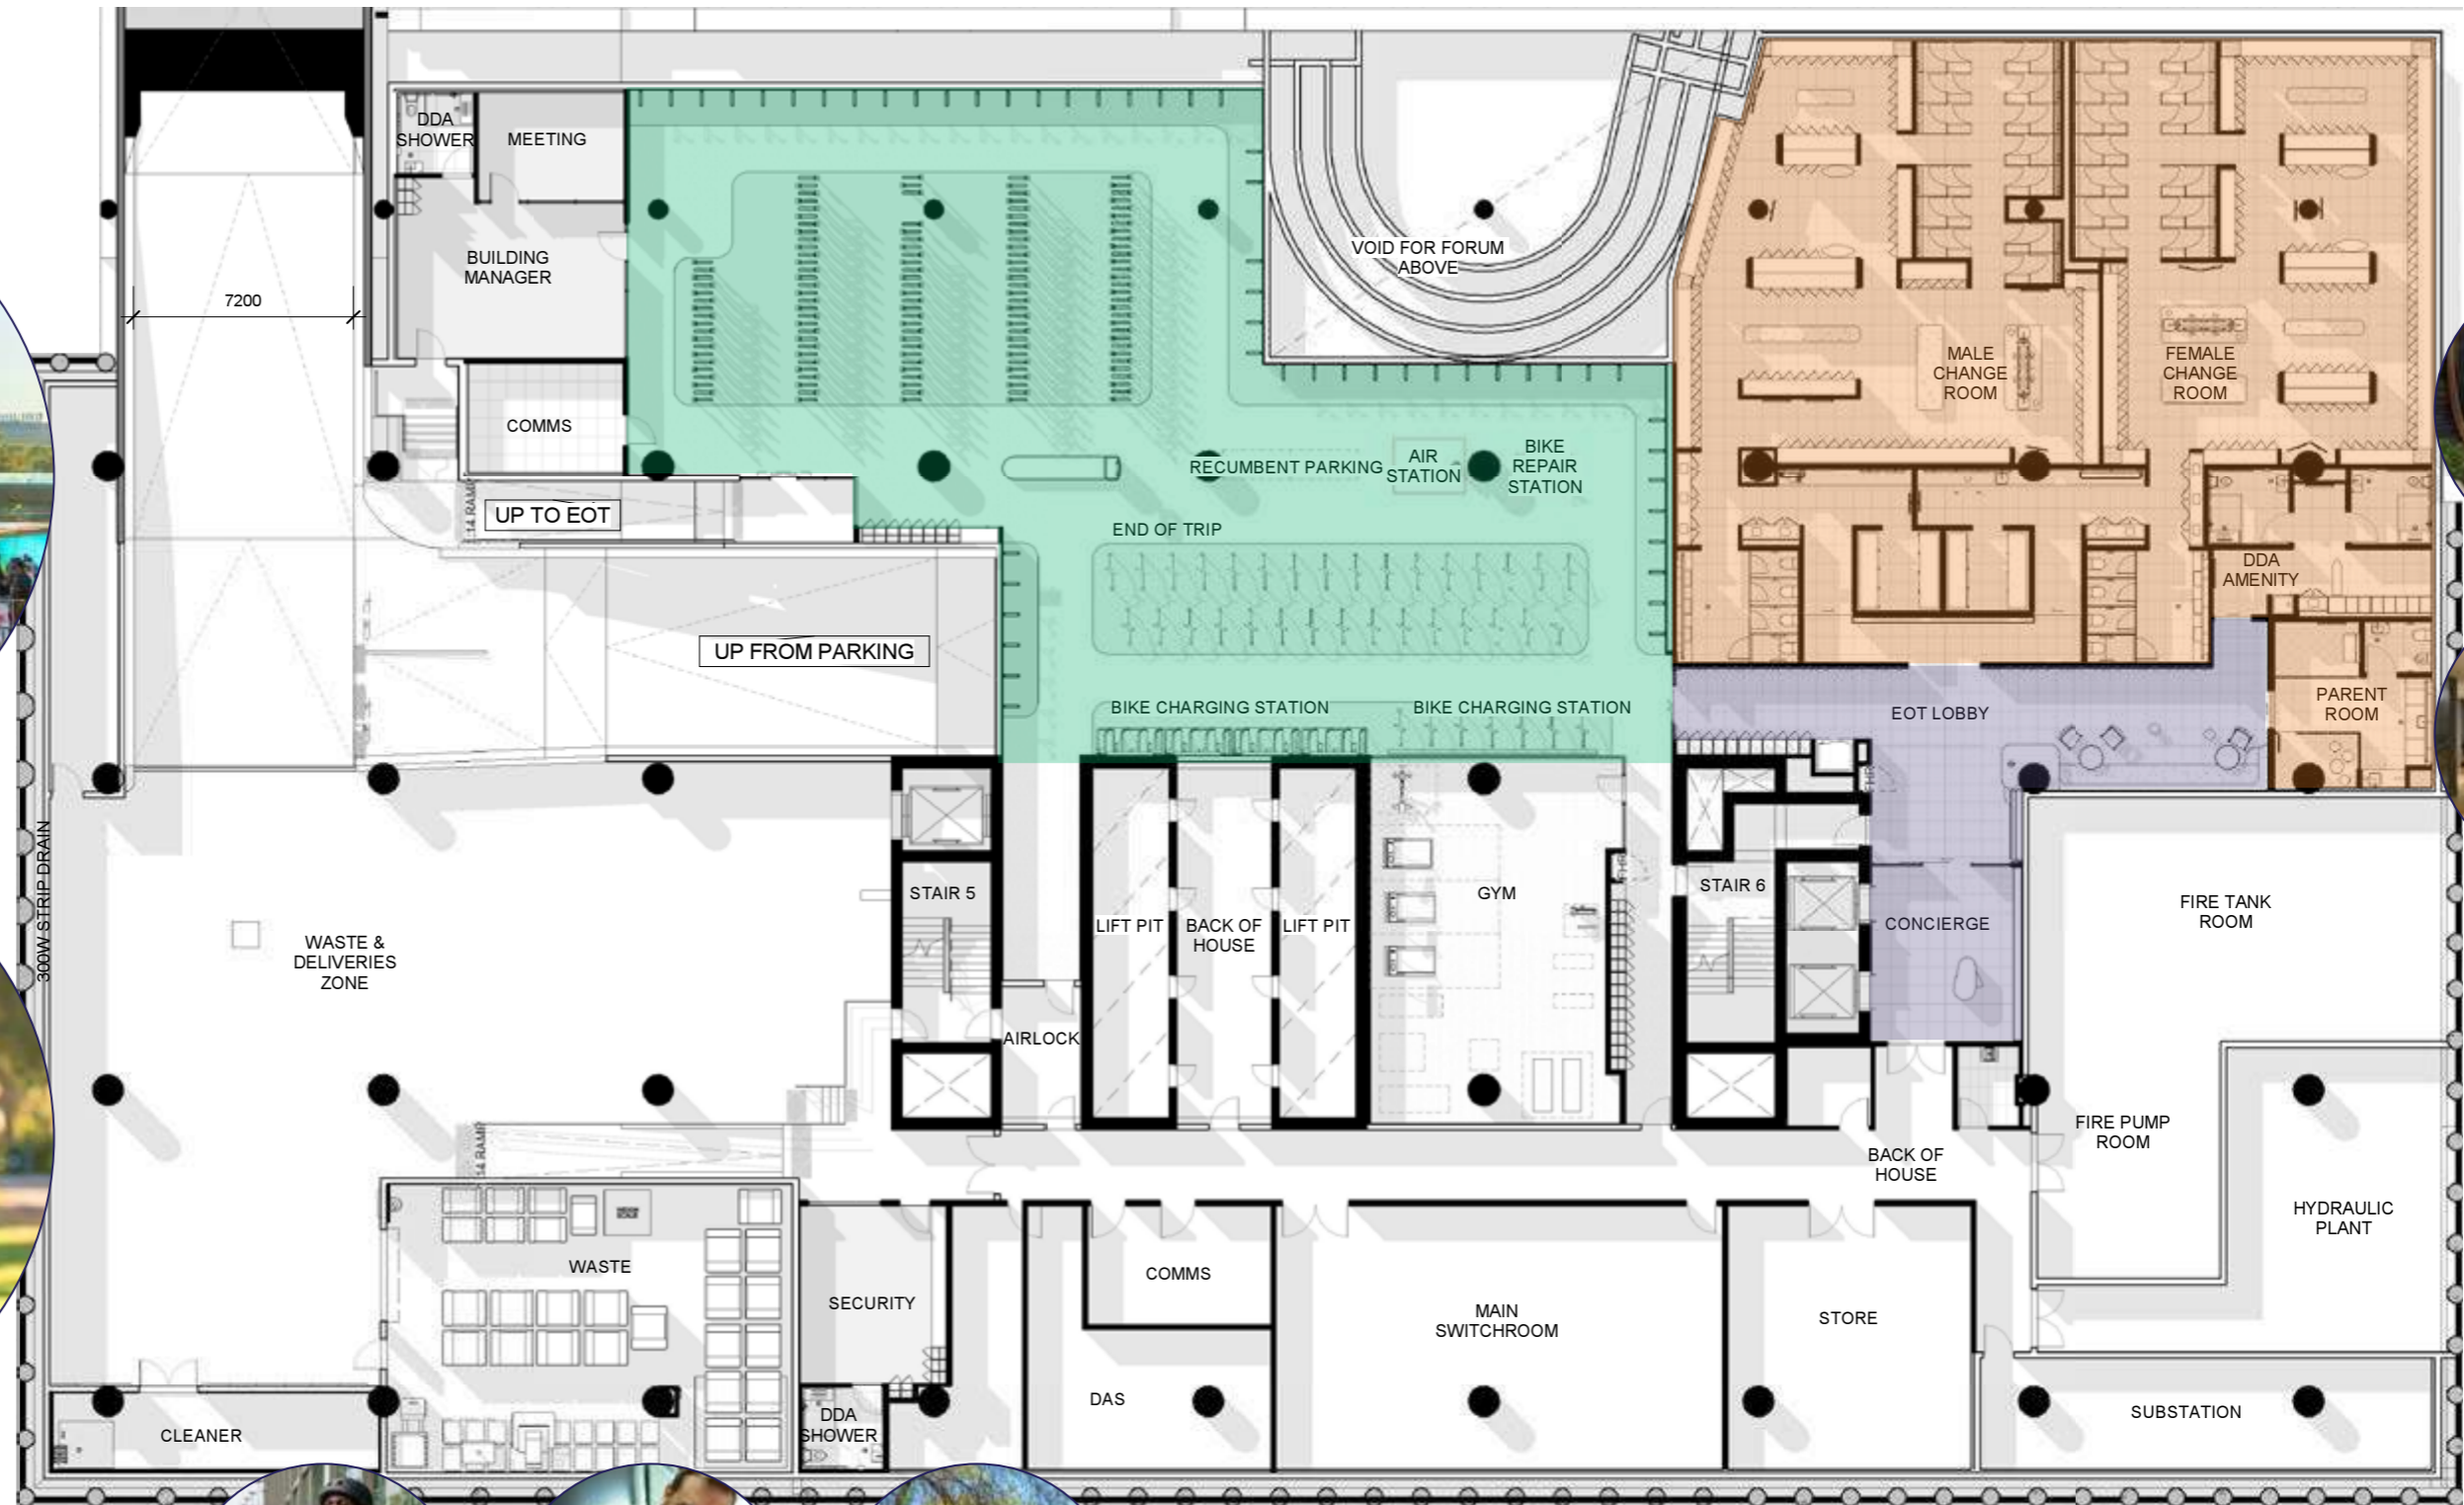 DDA
SHOWER
MEETING
BUILDING
MANAGER
7200
COMMS
VOID FOR FORUM
ABOVE
MALE
CHANGE
ROOM
FEMALE
CHANGE
ROOM
RECUMBENT PARKING
AIR
STATION
BIKE
REPAIR
STATION
UP TO EOT
1:14 RAMP
END OF TRIP
DDA
AMENITY
UP FROM PARKING
BIKE CHARGING STATION
BIKE CHARGING STATION
EOT LOBBY
PARENT
ROOM
300W STRIP DRAIN
WASTE &
DELIVERIES
ZONE
STAIR 5
LIFT PIT
BACK OF
HOUSE
LIFT PIT
GYM
STAIR 6
CONCIERGE
FIRE TANK
ROOM
AIRLOCK
FIRE PUMP
ROOM
BACK OF
HOUSE
HYDRAULIC
PLANT
WASTE
SECURITY
COMMS
MAIN
SWITCHROOM
STORE
CLEANER
DDA
SHOWER
DAS
SUBSTATION